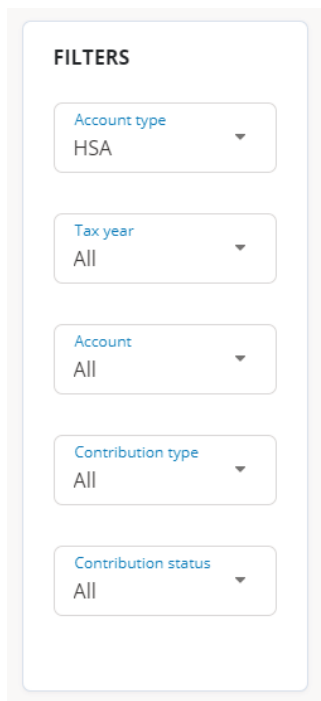 FILTERS
Account type
HSA
Tax year
All
Account
All
Contribution type
All
Contribution status
All